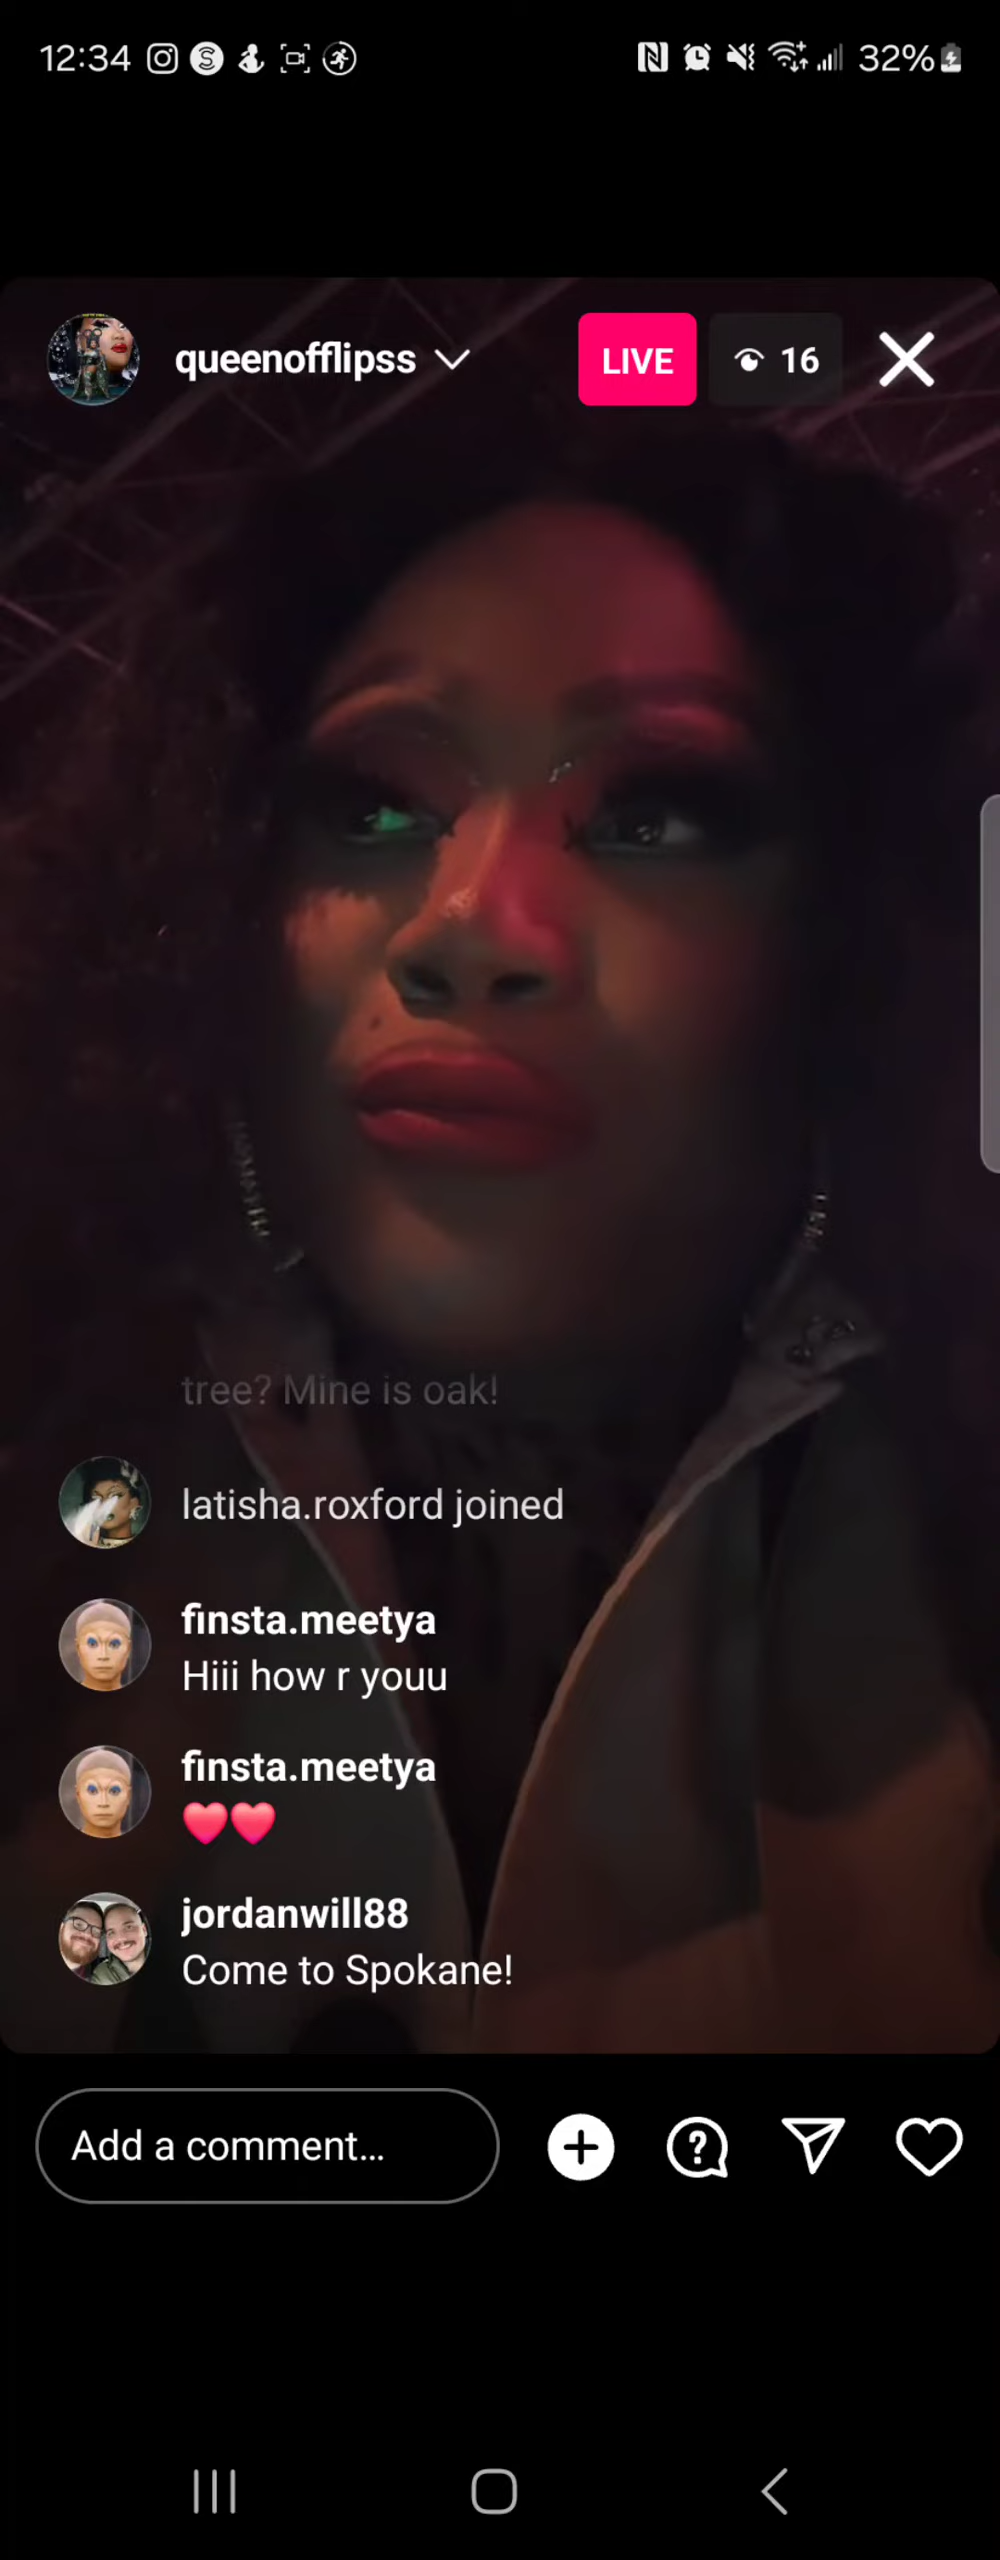 12:34
32%
queenofflipss
LIVE
16
tree? Mine is oak!
latisha.roxford joined
finsta.meetya
Hiii how r youu
finsta.meetya
❤️❤️
jordanwill88
Come to Spokane!
Add a comment...